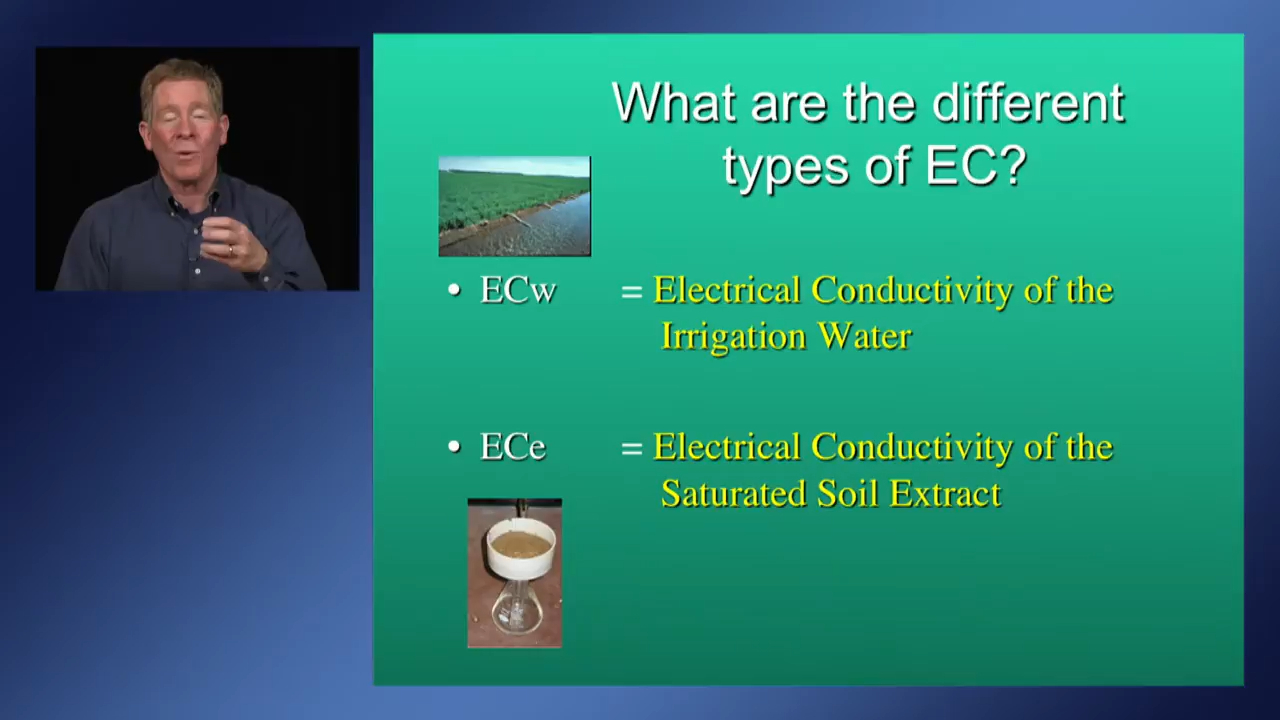 What are the different
types of EC?
• ECw = Electrical Conductivity of the
Irrigation Water
• ECe = Electrical Conductivity of the
Saturated Soil Extract